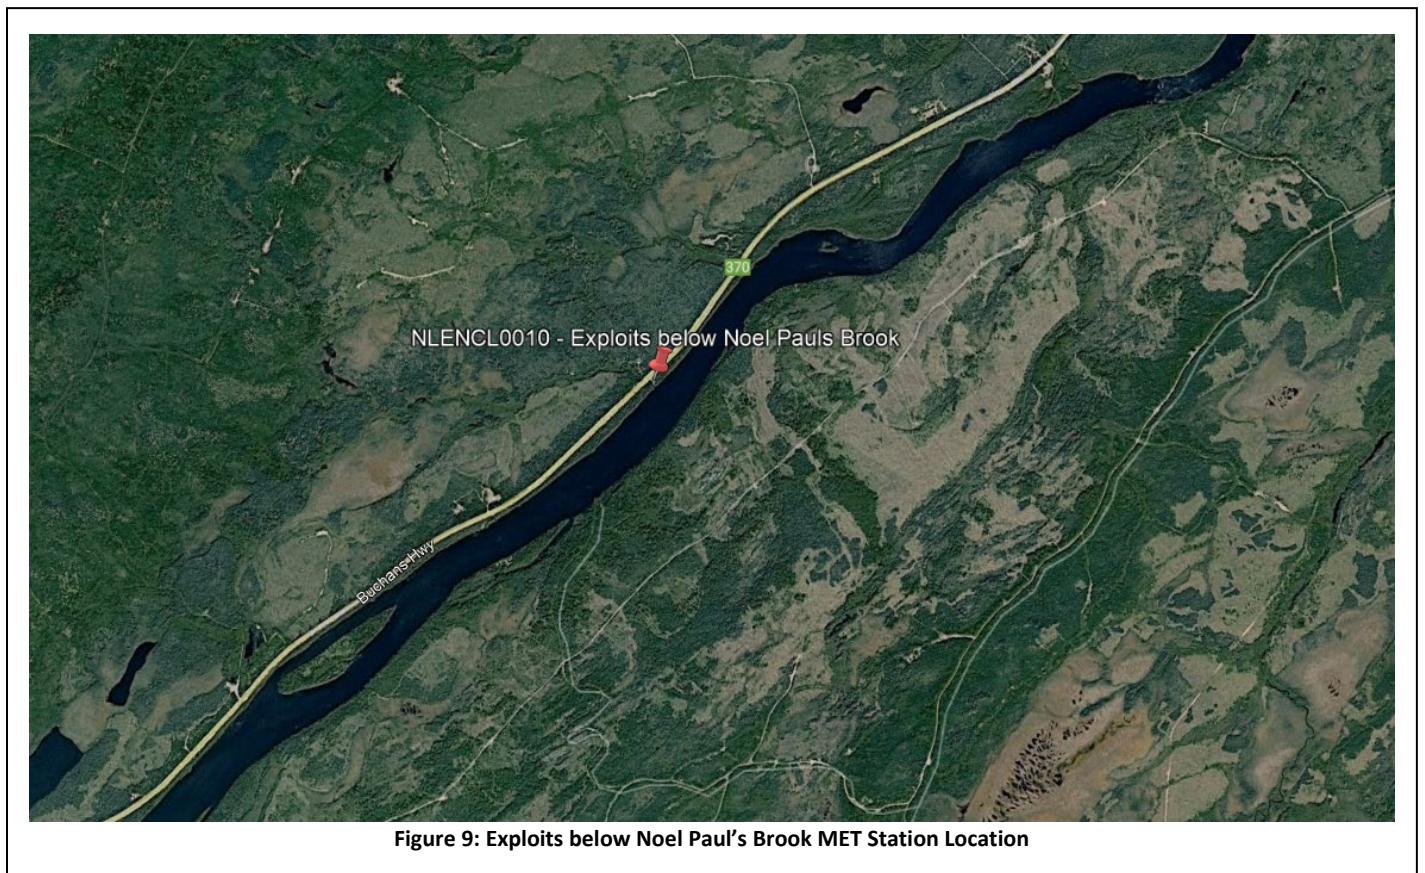 370
NLENCL0010 - Exploits below Noel Pauls Brook
Buchans Hwy
Figure 9: Exploits below Noel Paul’s Brook MET Station Location